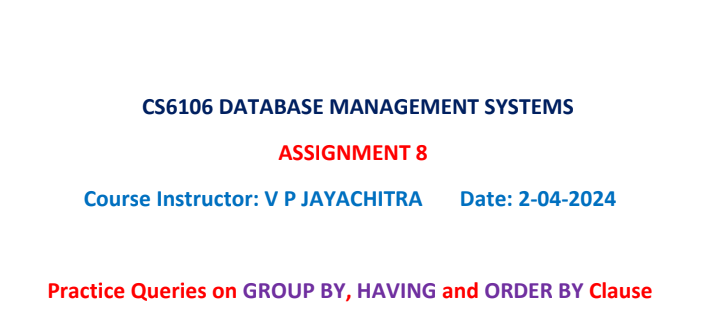 CS6106 DATABASE MANAGEMENT SYSTEMS
ASSIGNMENT 8
Course Instructor: V P JAYACHITRA Date: 2-04-2024
Practice Queries on GROUP BY, HAVING and ORDER BY Clause